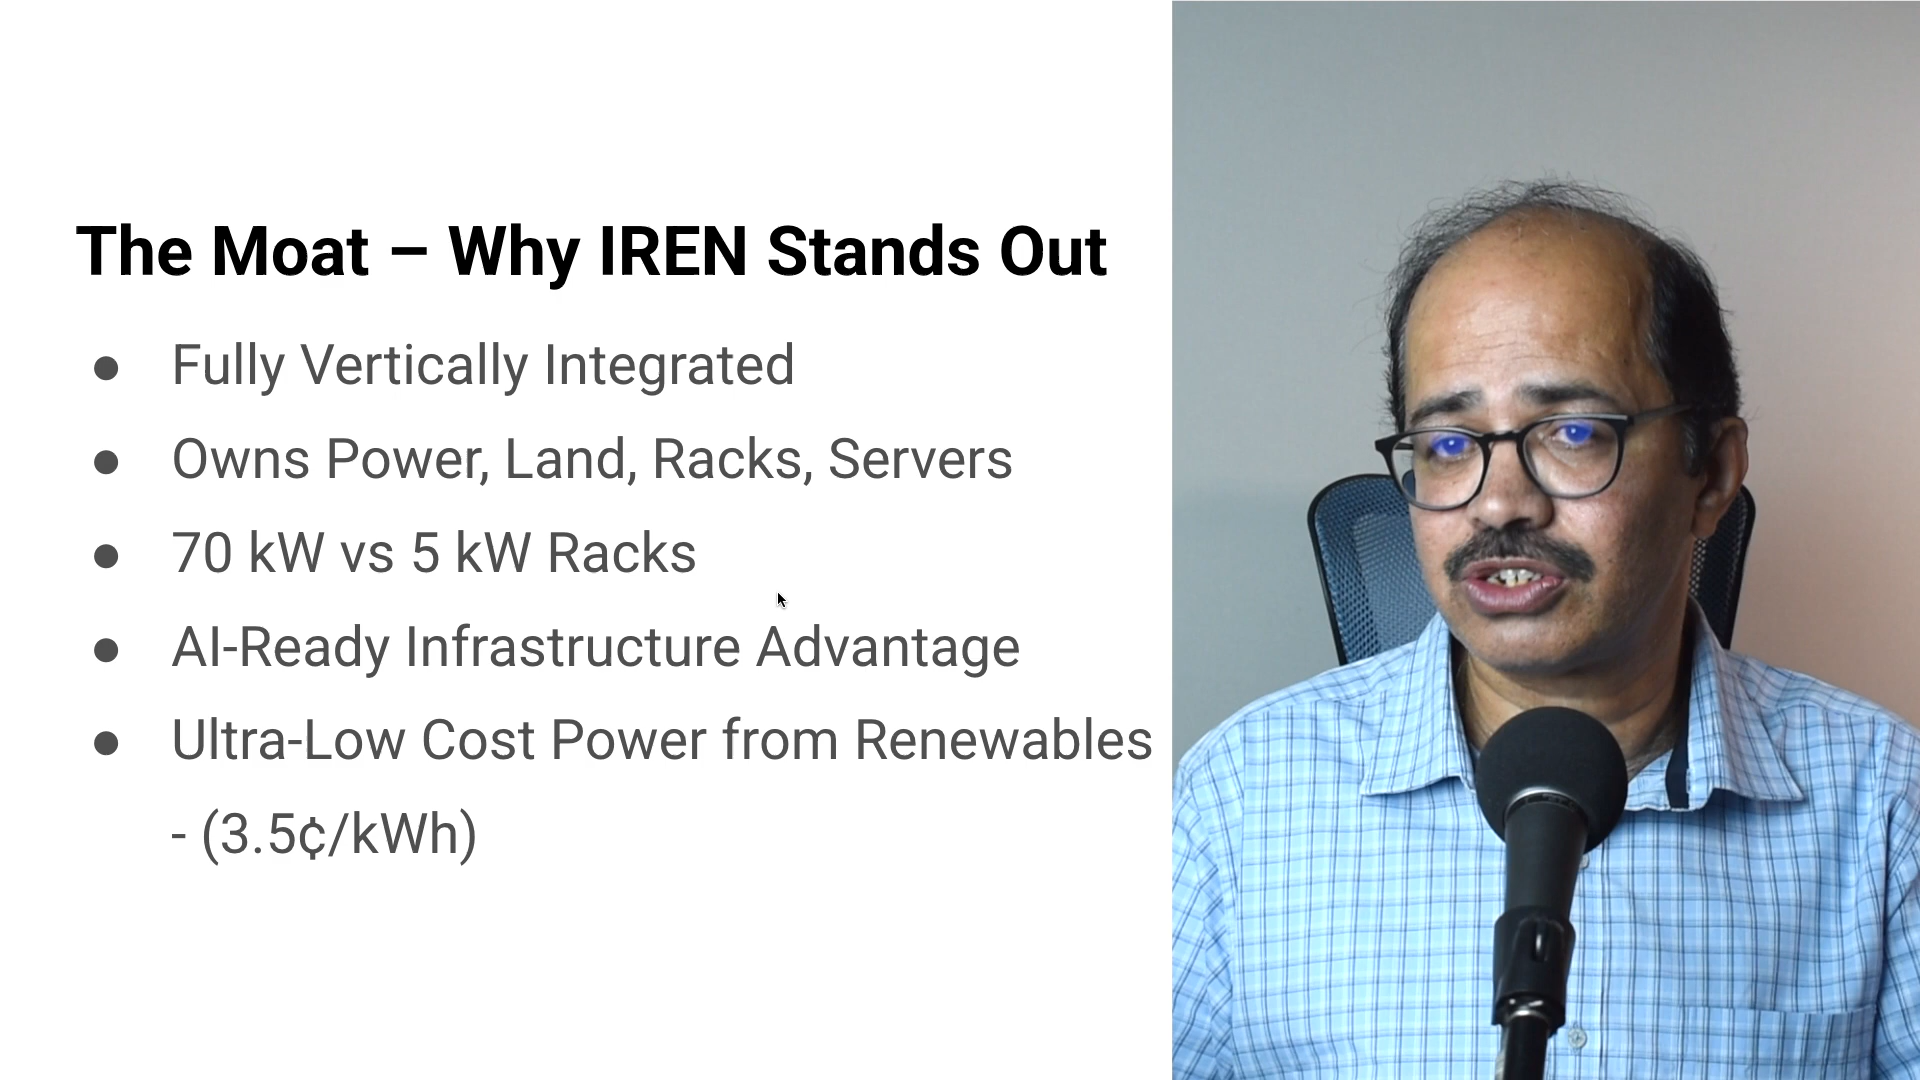 The Moat – Why IREN Stands Out
● Fully Vertically Integrated
● Owns Power, Land, Racks, Servers
● 70 kW vs 5 kW Racks
● AI-Ready Infrastructure Advantage
● Ultra-Low Cost Power from Renewables
- (3.5¢/kWh)